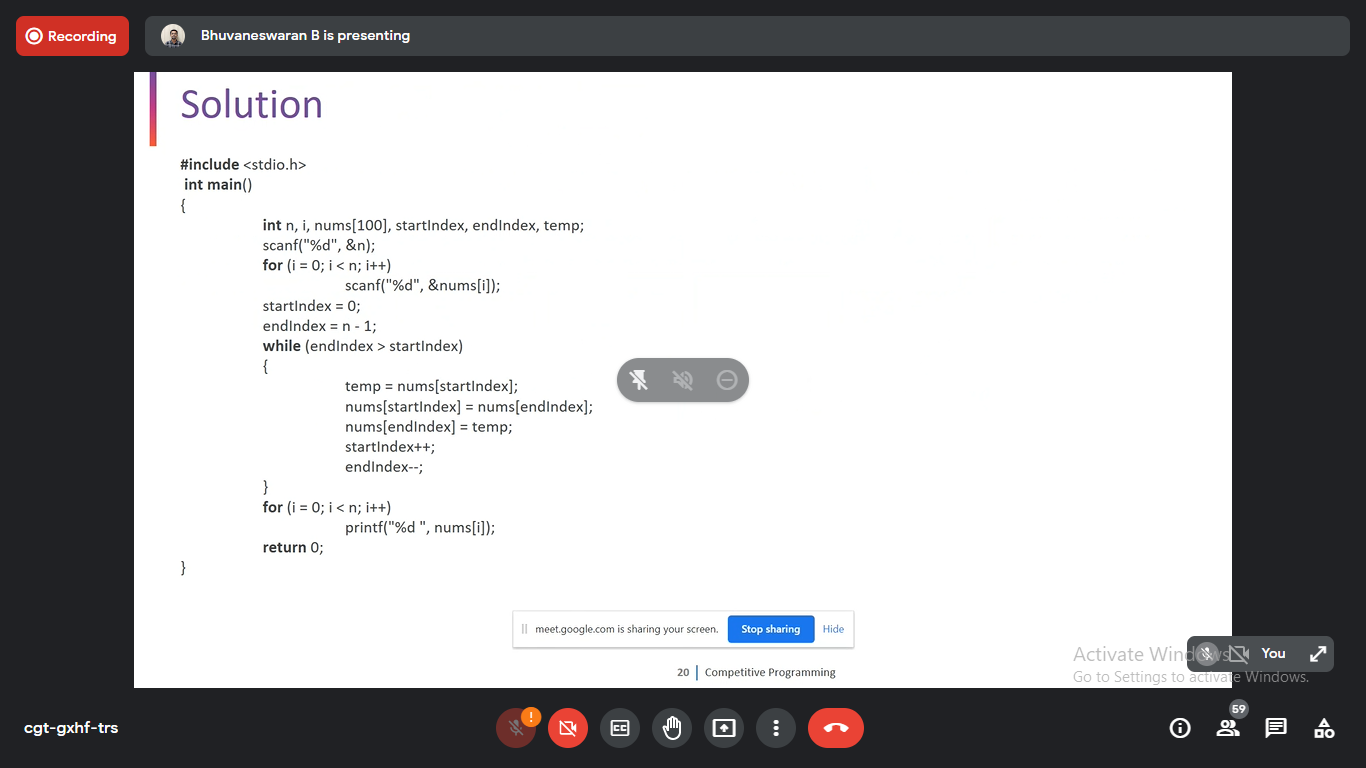 Recording
Bhuvaneswaran B is presenting
Solution
#include <stdio.h>
int main()
{
int n, i, nums[100], startIndex, endIndex, temp;
scanf("%d", &n);
for (i = 0; i < n; i++)
scanf("%d", &nums[i]);
startIndex = 0;
endIndex = n - 1;
while (endIndex > startIndex)
{
temp = nums[startIndex];
nums[startIndex] = nums[endIndex];
nums[endIndex] = temp;
startIndex++;
endIndex--;
}
for (i = 0; i < n; i++)
printf("%d ", nums[i]);
return 0;
}
meet.google.com is sharing your screen. Stop sharing Hide
20 Competitive Programming
Activate Windows
You
Go to Settings to activate Windows.
cgt-gxhf-trs
59